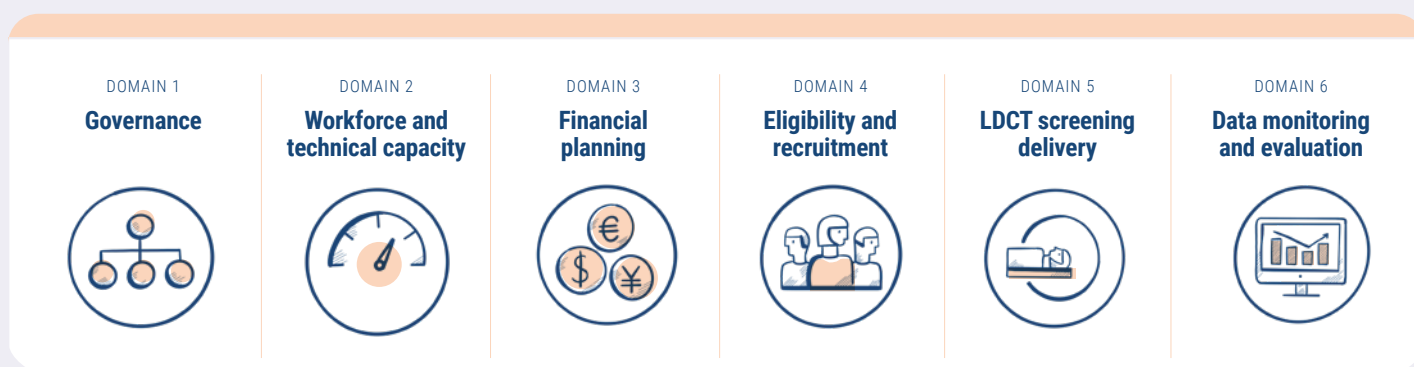 DOMAIN 1
Governance
DOMAIN 2
Workforce and
technical capacity
DOMAIN 3
Financial
planning
€
$
¥
DOMAIN 4
Eligibility and
recruitment
DOMAIN 5
LDCT screening
delivery
DOMAIN 6
Data monitoring
and evaluation